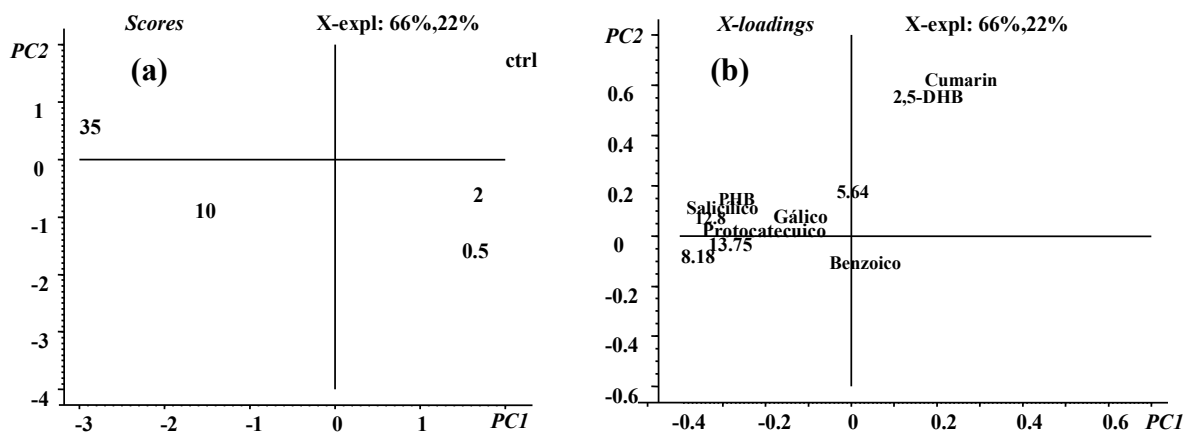 Scores
X-expl: 66%,22%
PC2
(a)
ctrl
1
35
0
10
2
-1
0.5
-2
-3
-4
-3
-2
-1
0
1
PC1
X-loadings
X-expl: 66%,22%
PC2
(b)
Cumarin
0.6
2,5-DHB
0.4
0.2
5.64
PHB
Salicílico
12.8
Gálico
Protocatecuico
0
13.75
8.18
Benzoico
-0.2
-0.4
-0.6
-0.4
-0.2
0
0.2
0.4
0.6
PC1